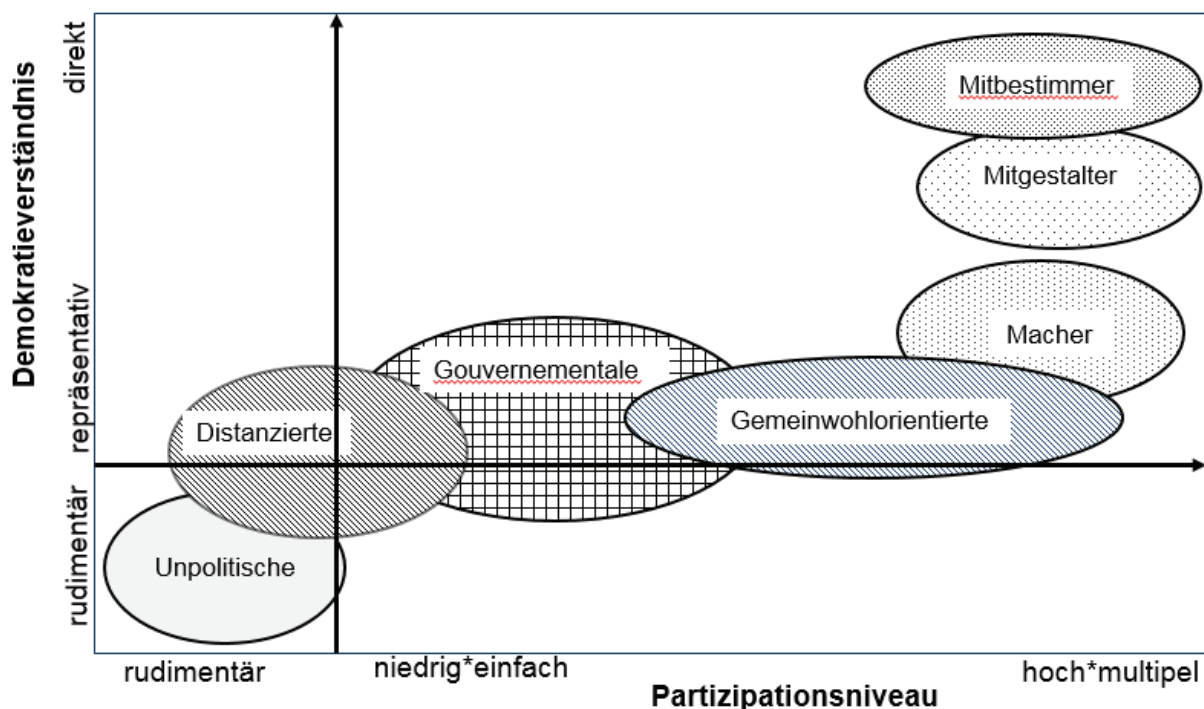 Demokratieverständnis
direkt
repräsentativ
rudimentär
Mitbestimmer
Mitgestalter
Macher
Gouvernementale
Gemeinwohlorientierte
Distanzierte
Unpolitische
rudimentär
niedrig*einfach
hoch*multipel
Partizipationsniveau